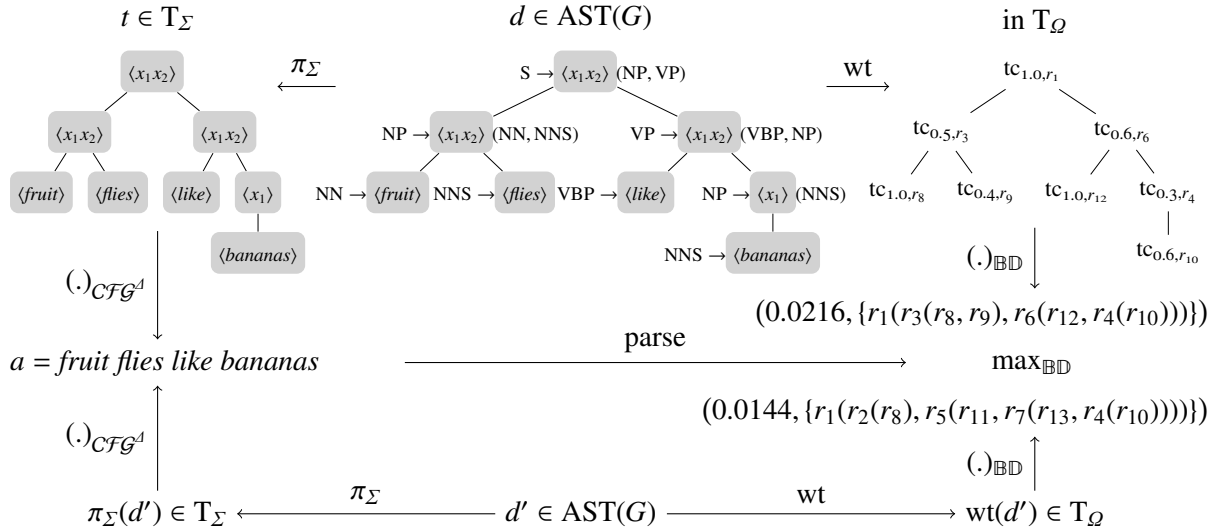 t ∈ T_Σ d ∈ AST(G) in T_Ω
⟨x₁x₂⟩ π_Σ S → ⟨x₁x₂⟩ (NP, VP) wt tc_{1.0,r₁}
⟨x₁x₂⟩ ⟨x₁x₂⟩ NP → ⟨x₁x₂⟩ (NN, NNS) VP → ⟨x₁x₂⟩ (VBP, NP) tc_{0.5,r₃} tc_{0.6,r₆}
⟨fruit⟩ ⟨flies⟩ ⟨like⟩ ⟨x₁⟩ NN → ⟨fruit⟩ NNS → ⟨flies⟩ VBP → ⟨like⟩ NP → ⟨x₁⟩ (NNS) tc_{1.0,r₈} tc_{0.4,r₉} tc_{1.0,r₁₂} tc_{0.3,r₄}
⟨bananas⟩ NNS → ⟨bananas⟩ tc_{0.6,r₁₀}
(.)_{𝒞ℱ𝒢^Δ} (.)_{𝔹𝔻}
(0.0216, {r₁(r₃(r₈, r₉), r₆(r₁₂, r₄(r₁₀)))})
a = fruit flies like bananas parse max_{𝔹𝔻}
(0.0144, {r₁(r₂(r₈), r₅(r₁₁, r₇(r₁₃, r₄(r₁₀))))})
(.)_{𝒞ℱ𝒢^Δ} (.)_{𝔹𝔻}
π_Σ(d′) ∈ T_Σ π_Σ d′ ∈ AST(G) wt wt(d′) ∈ T_Ω